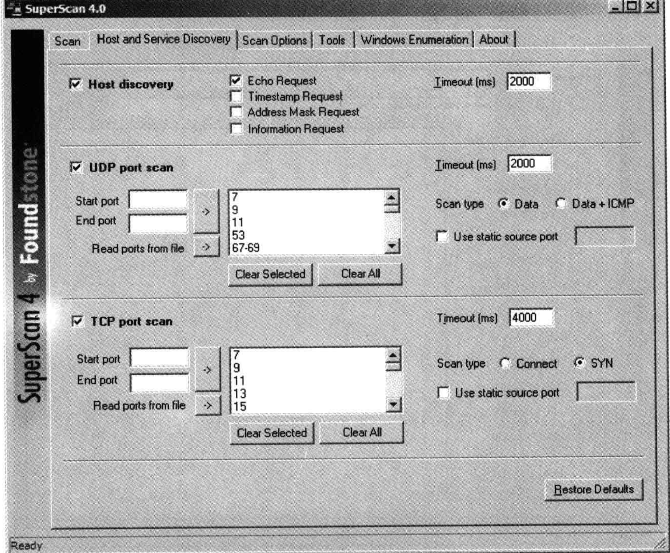 SuperScan 4.0
Scan Host and Service Discovery Scan Options Tools Windows Enumeration About
Host discovery
Echo Request
Timestamp Request
Address Mask Request
Information Request
Timeout (ms) 2000
UDP port scan
Timeout (ms) 2000
Start port
End port
Read ports from file
->
->
7
9
11
53
67-69
Clear Selected Clear All
Scan type Data Data + ICMP
Use static source port
TCP port scan
Timeout (ms) 4000
Start port
End port
Read ports from file
->
->
7
9
11
13
15
Clear Selected Clear All
Scan type Connect SYN
Use static source port
Restore Defaults
SuperScan 4 by Foundstone
Ready